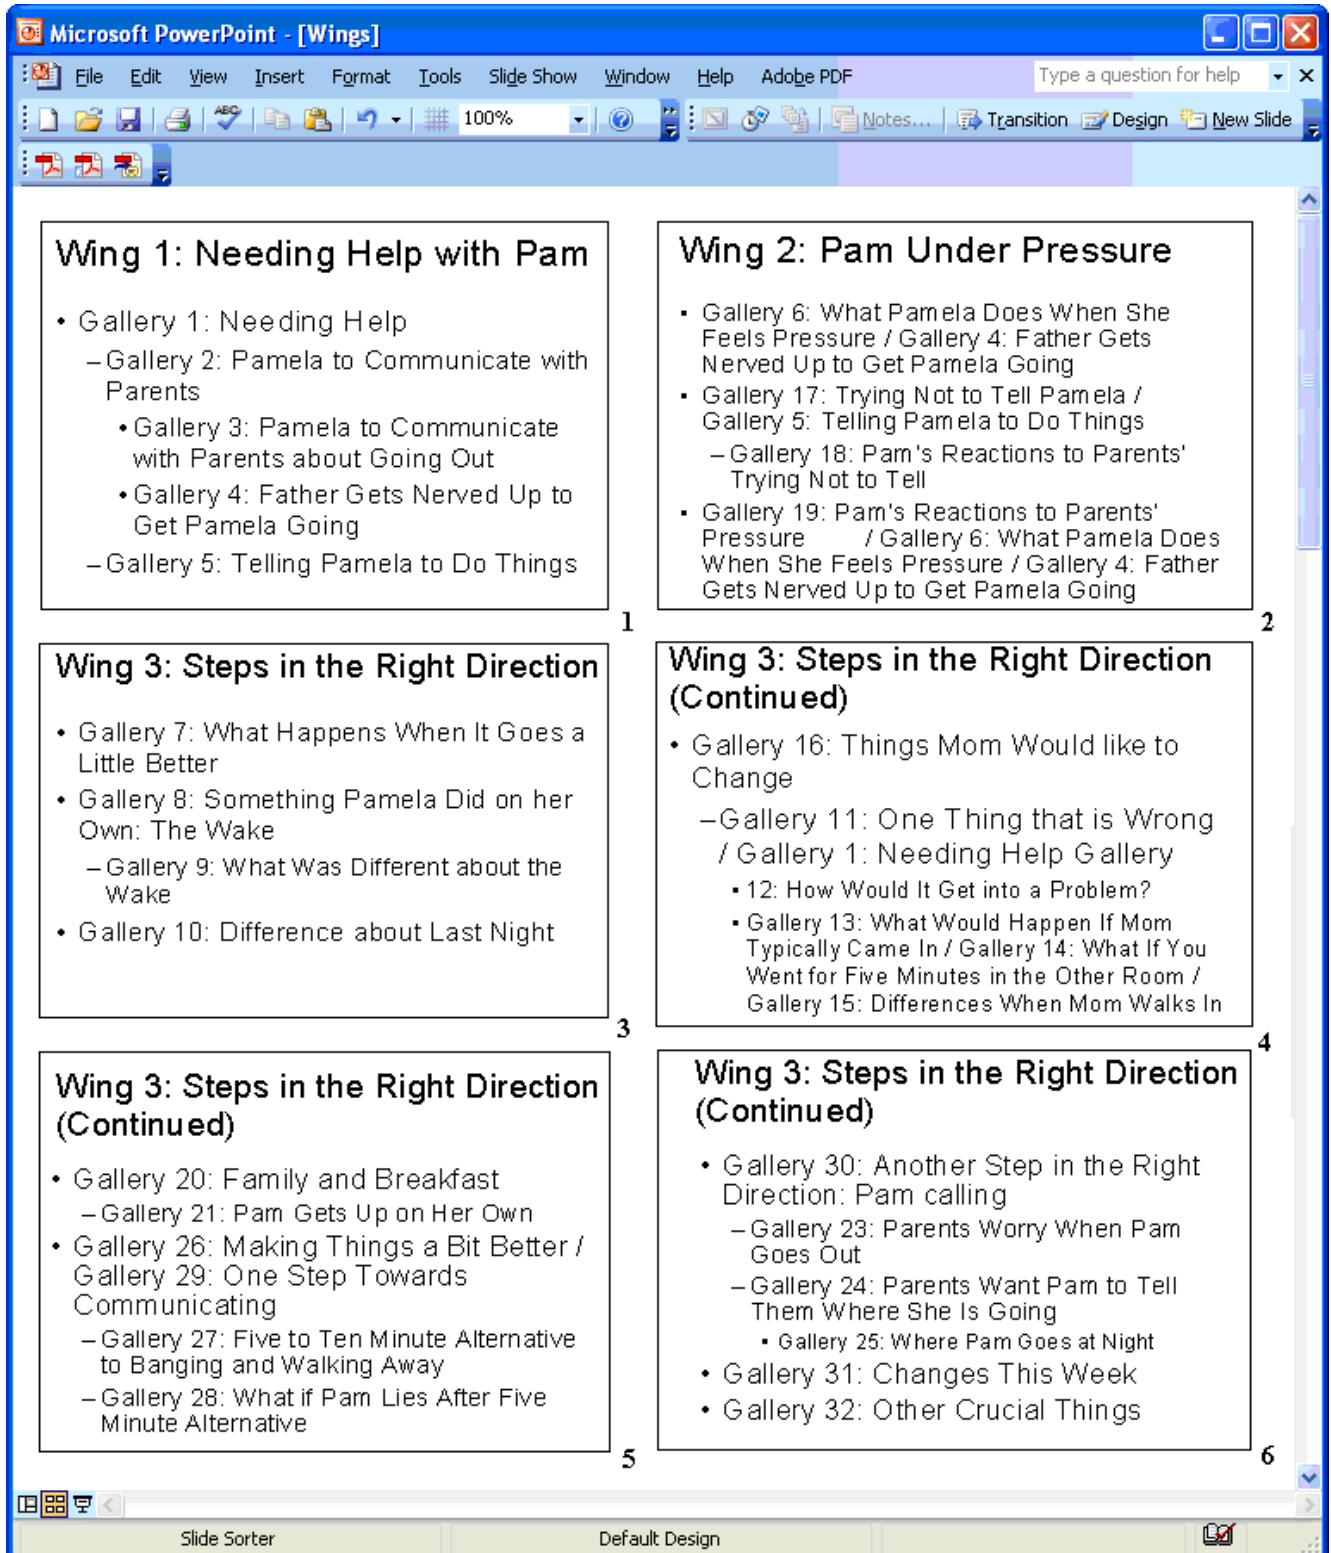 Microsoft PowerPoint - [Wings]
File Edit View Insert Format Tools Slide Show Window Help Adobe PDF Type a question for help
ABC 100% Notes... Transition Design New Slide
Wing 1: Needing Help with Pam
• Gallery 1: Needing Help
– Gallery 2: Pamela to Communicate with
Parents
• Gallery 3: Pamela to Communicate
with Parents about Going Out
• Gallery 4: Father Gets Nerved Up to
Get Pamela Going
– Gallery 5: Telling Pamela to Do Things
1
Wing 2: Pam Under Pressure
▪ Gallery 6: What Pamela Does When She
Feels Pressure / Gallery 4: Father Gets
Nerved Up to Get Pamela Going
▪ Gallery 17: Trying Not to Tell Pamela /
Gallery 5: Telling Pamela to Do Things
– Gallery 18: Pam's Reactions to Parents'
Trying Not to Tell
▪ Gallery 19: Pam's Reactions to Parents'
Pressure / Gallery 6: What Pamela Does
When She Feels Pressure / Gallery 4: Father
Gets Nerved Up to Get Pamela Going
2
Wing 3: Steps in the Right Direction
• Gallery 7: What Happens When It Goes a
Little Better
• Gallery 8: Something Pamela Did on her
Own: The Wake
– Gallery 9: What Was Different about the
Wake
• Gallery 10: Difference about Last Night
3
Wing 3: Steps in the Right Direction
(Continued)
• Gallery 16: Things Mom Would like to
Change
– Gallery 11: One Thing that is Wrong
/ Gallery 1: Needing Help Gallery
▪ 12: How Would It Get into a Problem?
▪ Gallery 13: What Would Happen If Mom
Typically Came In / Gallery 14: What If You
Went for Five Minutes in the Other Room /
Gallery 15: Differences When Mom Walks In
4
Wing 3: Steps in the Right Direction
(Continued)
• Gallery 20: Family and Breakfast
– Gallery 21: Pam Gets Up on Her Own
• Gallery 26: Making Things a Bit Better /
Gallery 29: One Step Towards
Communicating
– Gallery 27: Five to Ten Minute Alternative
to Banging and Walking Away
– Gallery 28: What if Pam Lies After Five
Minute Alternative
5
Wing 3: Steps in the Right Direction
(Continued)
• Gallery 30: Another Step in the Right
Direction: Pam calling
– Gallery 23: Parents Worry When Pam
Goes Out
– Gallery 24: Parents Want Pam to Tell
Them Where She Is Going
▪ Gallery 25: Where Pam Goes at Night
• Gallery 31: Changes This Week
• Gallery 32: Other Crucial Things
6
Slide Sorter Default Design